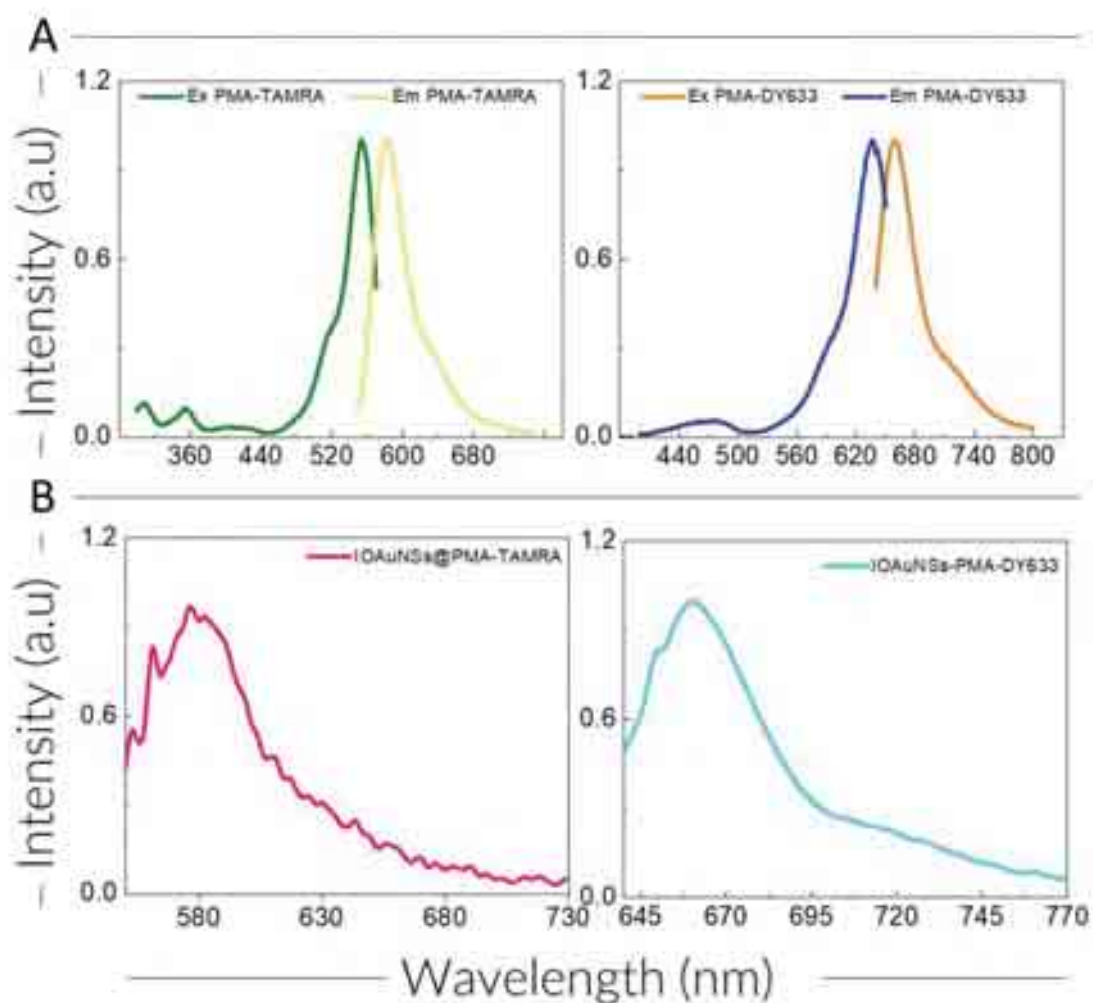 A
– Intensity (a.u) –
1.2
0.6
0.0
Ex PMA-TAMRA
Em PMA-TAMRA
360 440 520 600 680
1.2
0.6
0.0
Ex PMA-DY633
Em PMA-DY633
440 500 560 620 680 740 800
B
– Intensity (a.u) –
1.2
0.6
0.0
IOAuNSs@PMA-TAMRA
580 630 680 730
1.2
0.6
0.0
IOAuNSs-PMA-DY633
645 670 695 720 745 770
Wavelength (nm)